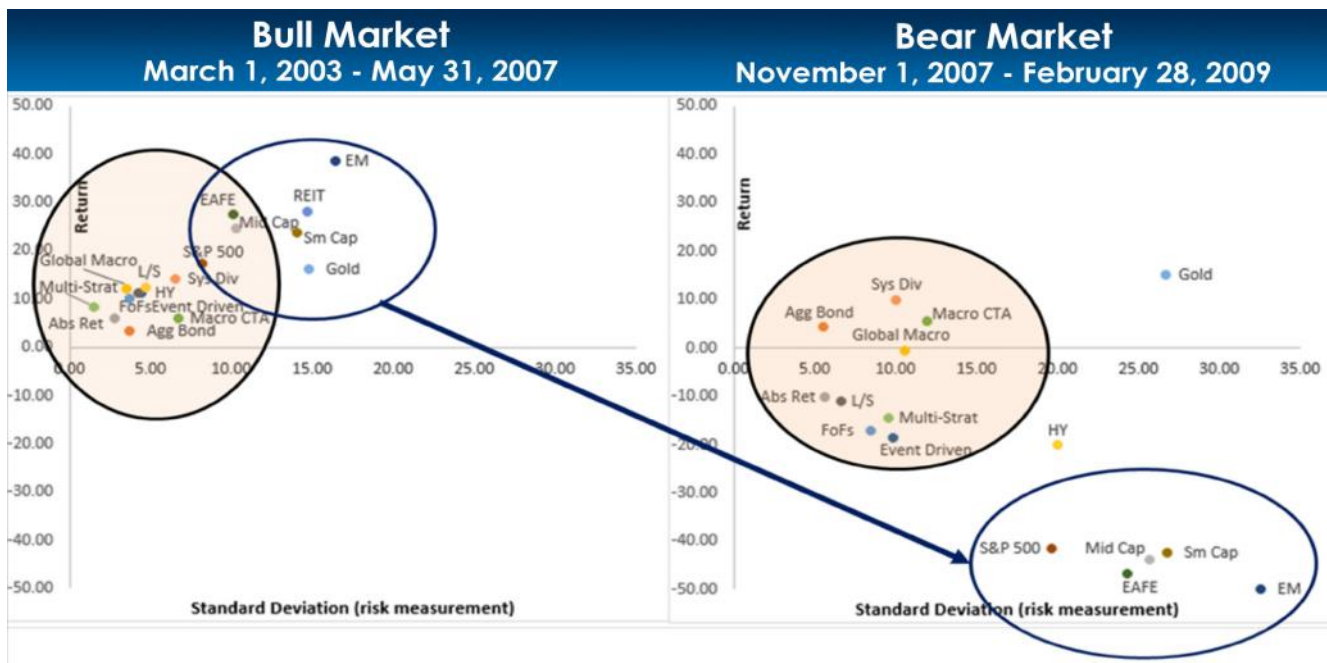 Bull Market
March 1, 2003 - May 31, 2007
50.00
40.00
30.00
20.00
10.00
0.00
-10.00
-20.00
-30.00
-40.00
-50.00
Return
0.00 5.00 10.00 15.00 20.00 25.00 30.00 35.00
EM
REIT
EAFE
Mid Cap
Sm Cap
S&P 500
Gold
Global Macro
L/S
Sys Div
Multi-Strat
HY
FoFs
Event Driven
Abs Ret
Macro CTA
Agg Bond
Standard Deviation (risk measurement)
Bear Market
November 1, 2007 - February 28, 2009
50.00
40.00
30.00
20.00
10.00
0.00
-10.00
-20.00
-30.00
-40.00
-50.00
Return
0.00 5.00 10.00 15.00 20.00 25.00 30.00 35.00
Gold
Sys Div
Agg Bond
Macro CTA
Global Macro
Abs Ret
L/S
Multi-Strat
FoFs
Event Driven
HY
S&P 500
Mid Cap
Sm Cap
EAFE
EM
Standard Deviation (risk measurement)